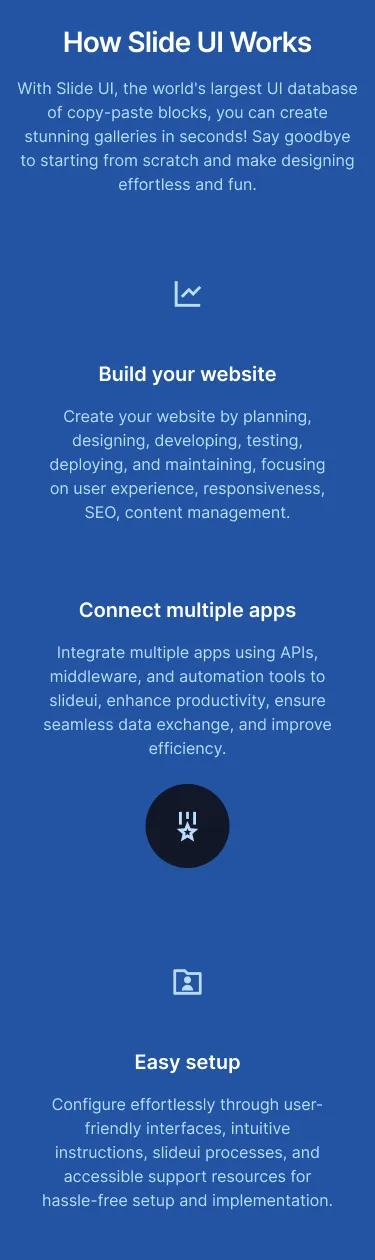 How Slide UI Works
With Slide UI, the world's largest UI database
of copy-paste blocks, you can create
stunning galleries in seconds! Say goodbye
to starting from scratch and make designing
effortless and fun.
Build your website
Create your website by planning,
designing, developing, testing,
deploying, and maintaining, focusing
on user experience, responsiveness,
SEO, content management.
Connect multiple apps
Integrate multiple apps using APIs,
middleware, and automation tools to
slideui, enhance productivity, ensure
seamless data exchange, and improve
efficiency.
Easy setup
Configure effortlessly through user-
friendly interfaces, intuitive
instructions, slideui processes, and
accessible support resources for
hassle-free setup and implementation.